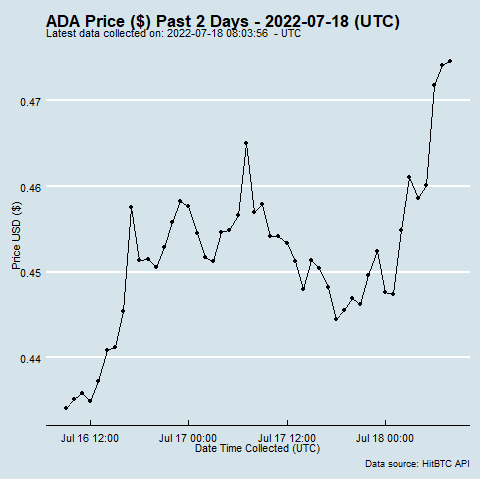 ADA Price ($) Past 2 Days - 2022-07-18 (UTC)
Latest data collected on: 2022-07-18 08:03:56 - UTC
0.47
0.46
0.45
0.44
Price USD ($)
Jul 16 12:00 Jul 17 00:00 Jul 17 12:00 Jul 18 00:00
Date Time Collected (UTC)
Data source: HitBTC API